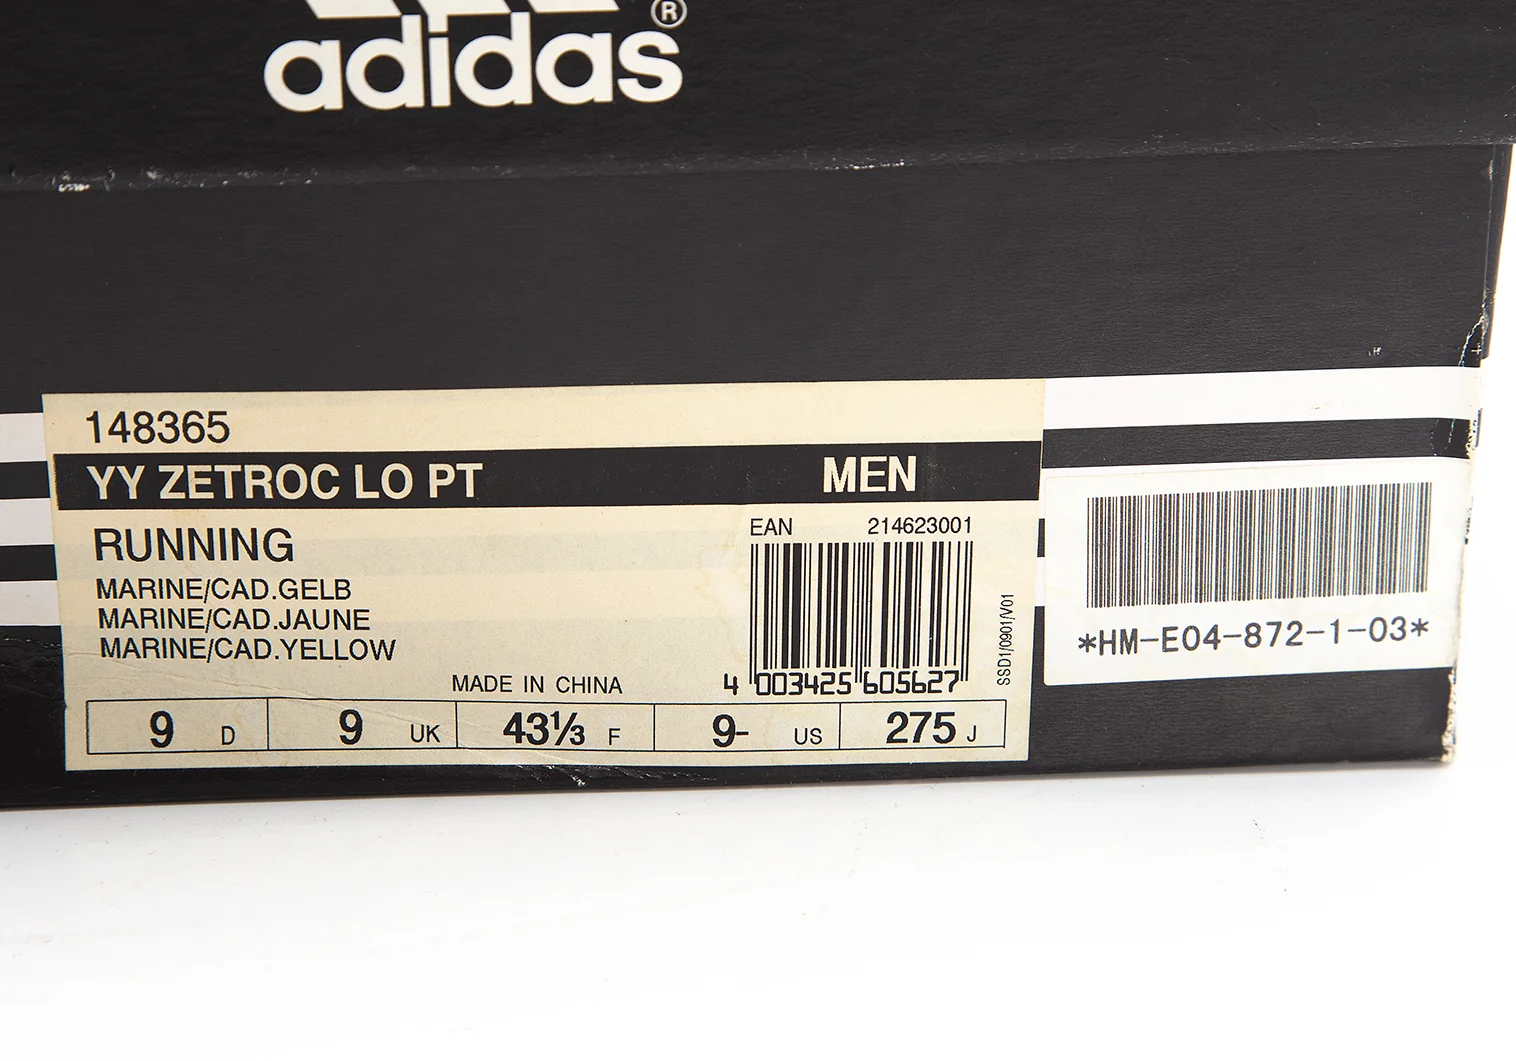 adidas®
148365
YY ZETROC LO PT MEN
RUNNING
MARINE/CAD.GELB
MARINE/CAD.JAUNE
MARINE/CAD.YELLOW
MADE IN CHINA
EAN 214623001
4 003425 605627
SSD1/0901/V01
9 D 9 UK 43⅓ F 9- US 275 J
*HM-E04-872-1-03*